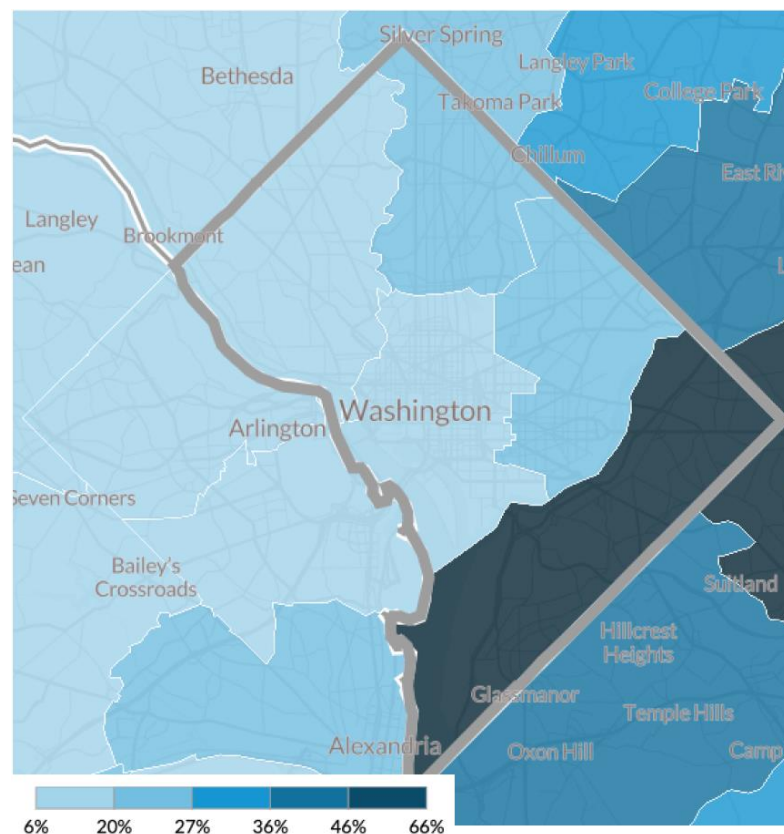 Silver Spring
Langley Park
Bethesda
College Park
Takoma Park
Chillum
East Riv
Langley
Brookmont
ean
L
Washington
Arlington
Seven Corners
Bailey's
Crossroads
Suitland
Hillcrest
Heights
Glassmanor
Temple Hills
Alexandria
Oxon Hill
Camp
6% 20% 27% 36% 46% 66%